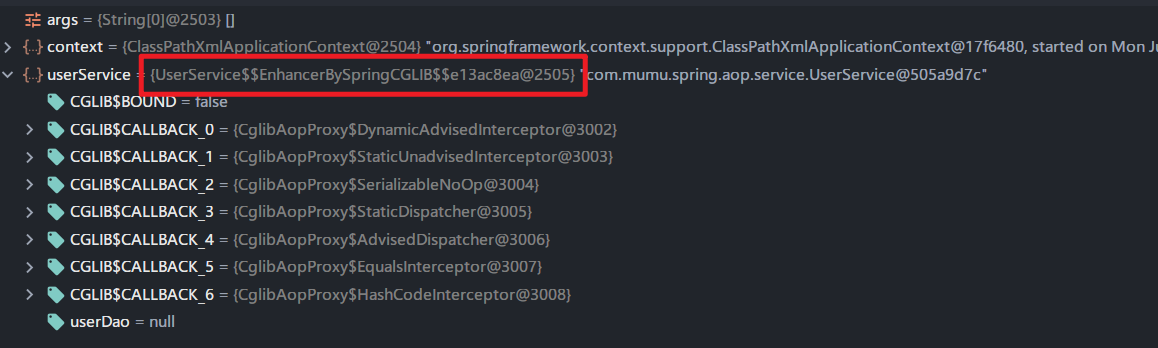 args = {String[0]@2503} []
context = {ClassPathXmlApplicationContext@2504} "org.springframework.context.support.ClassPathXmlApplicationContext@17f6480, started on Mon Ju
userService = {UserService$$EnhancerBySpringCGLIB$$e13ac8ea@2505} "com.mumu.spring.aop.service.UserService@505a9d7c"
CGLIB$BOUND = false
CGLIB$CALLBACK_0 = {CglibAopProxy$DynamicAdvisedInterceptor@3002}
CGLIB$CALLBACK_1 = {CglibAopProxy$StaticUnadvisedInterceptor@3003}
CGLIB$CALLBACK_2 = {CglibAopProxy$SerializableNoOp@3004}
CGLIB$CALLBACK_3 = {CglibAopProxy$StaticDispatcher@3005}
CGLIB$CALLBACK_4 = {CglibAopProxy$AdvisedDispatcher@3006}
CGLIB$CALLBACK_5 = {CglibAopProxy$EqualsInterceptor@3007}
CGLIB$CALLBACK_6 = {CglibAopProxy$HashCodeInterceptor@3008}
userDao = null